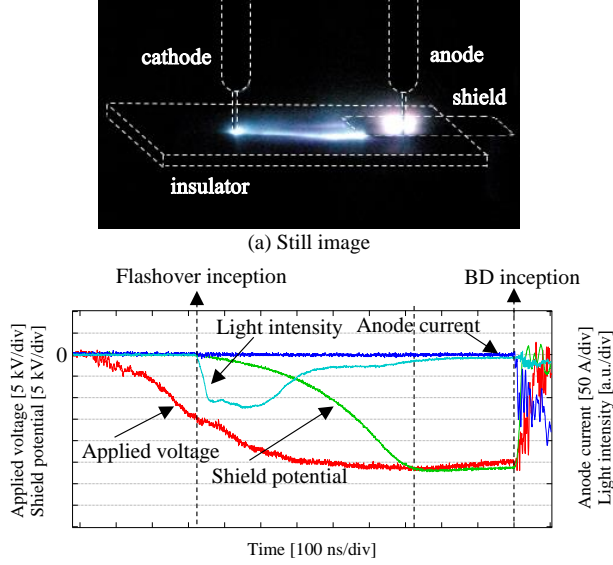 cathode
anode
shield
insulator
(a) Still image
Flashover inception
BD inception
Light intensity
Anode current
0
Applied voltage
Shield potential
Applied voltage [5 kV/div]
Shield potential [5 kV/div]
Anode current [50 A/div]
Light intensity [a.u./div]
Time [100 ns/div]